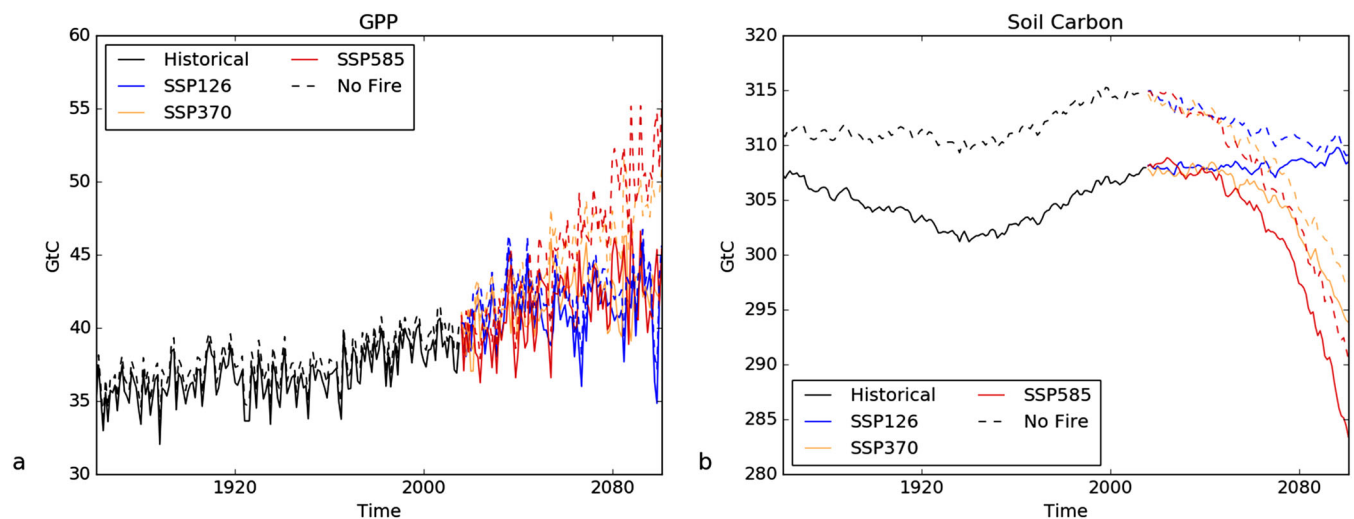 GPP
60
55
50
45
40
35
30
GtC
Historical
SSP126
SSP370
SSP585
No Fire
1920
2000
2080
Time
a
Soil Carbon
320
315
310
305
300
295
290
285
280
GtC
Historical
SSP126
SSP370
SSP585
No Fire
1920
2000
2080
Time
b